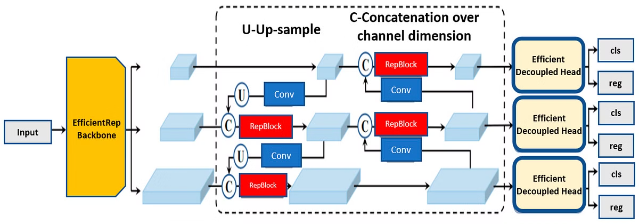 U-Up-sample
C-Concatenation over
channel dimension
Input
EfficientRep
Backbone
C
RepBlock
Conv
U
Conv
C
RepBlock
C
RepBlock
Conv
U
Conv
C
RepBlock
Efficient
Decoupled Head
cls
reg
Efficient
Decoupled Head
cls
reg
Efficient
Decoupled Head
cls
reg